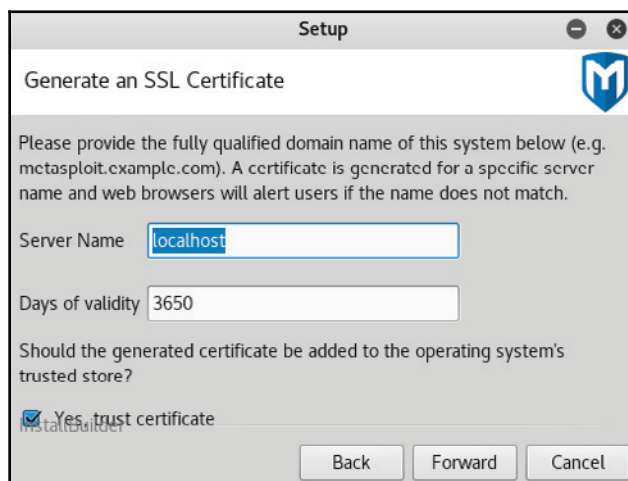 Setup
Generate an SSL Certificate
Please provide the fully qualified domain name of this system below (e.g.
metasploit.example.com). A certificate is generated for a specific server
name and web browsers will alert users if the name does not match.
Server Name localhost
Days of validity 3650
Should the generated certificate be added to the operating system's
trusted store?
Yes, trust certificate
InstallBuilder
Back Forward Cancel